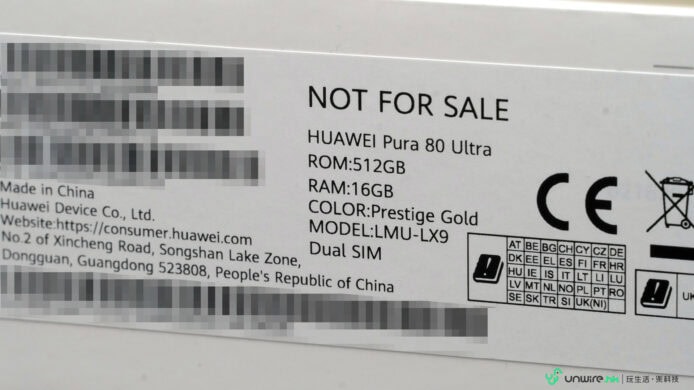 NOT FOR SALE
HUAWEI Pura 80 Ultra
ROM:512GB
RAM:16GB
COLOR:Prestige Gold
MODEL:LMU-LX9
Dual SIM
Made in China
Huawei Device Co., Ltd.
Website:https://consumer.huawei.com
No.2 of Xincheng Road, Songshan Lake Zone,
Dongguan, Guangdong 523808, People's Republic of China
CE
AT BE BG CH CY CZ DE
DK EE EL ES FI FR HR
HU IE IS IT LT LI LU
LV MT NL NO PL PT RO
SE SK TR SI UK(NI)
UK
unwire.hk 玩生活・樂科技